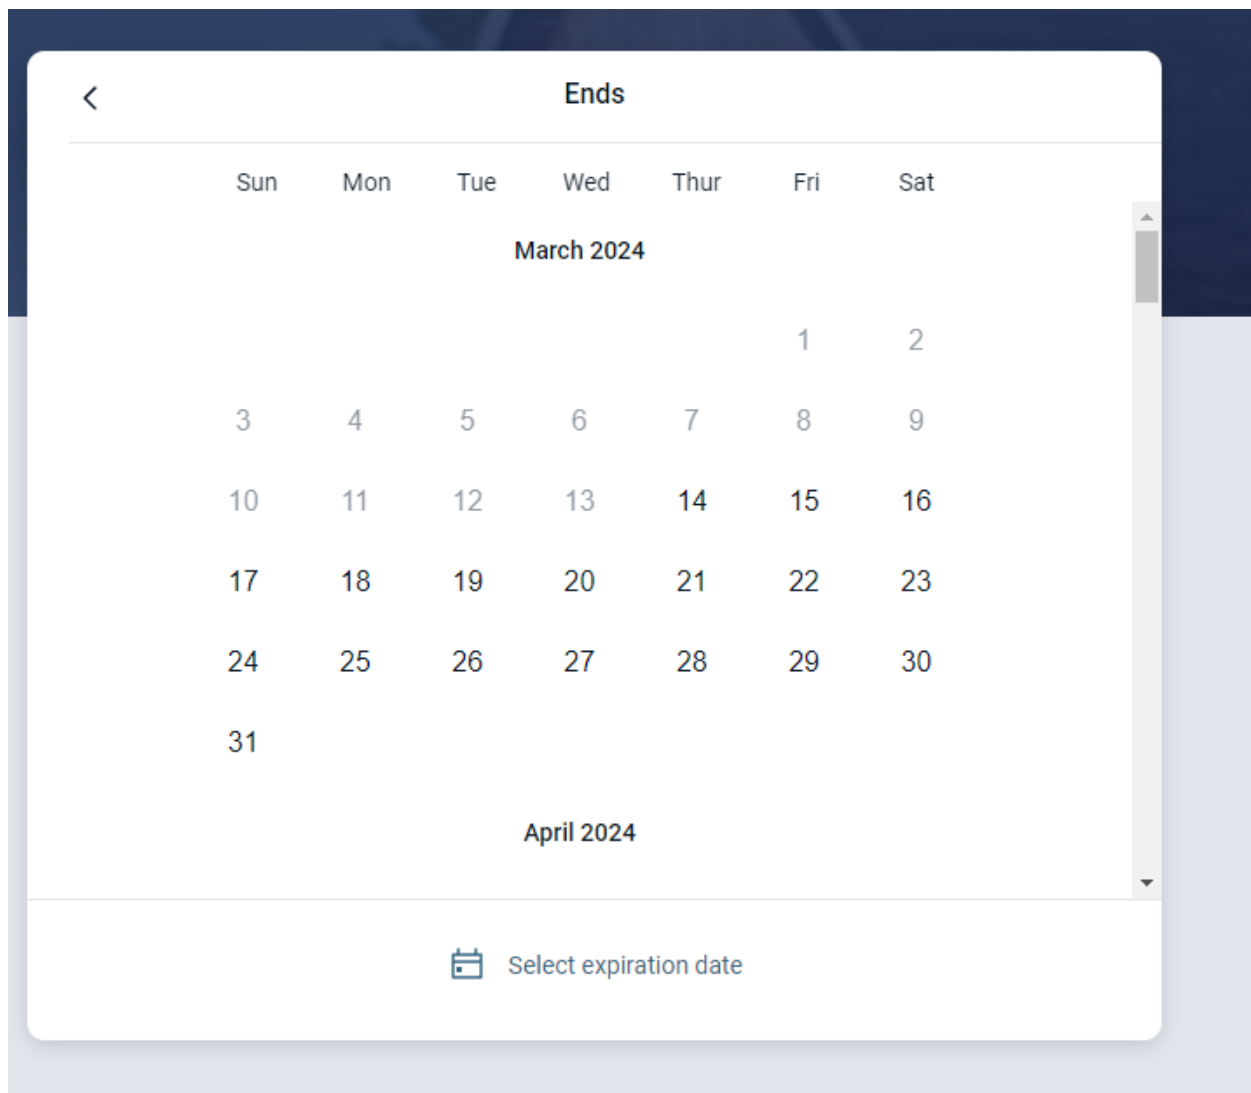 Ends
Sun Mon Tue Wed Thur Fri Sat
March 2024
1 2
3 4 5 6 7 8 9
10 11 12 13 14 15 16
17 18 19 20 21 22 23
24 25 26 27 28 29 30
31
April 2024
Select expiration date